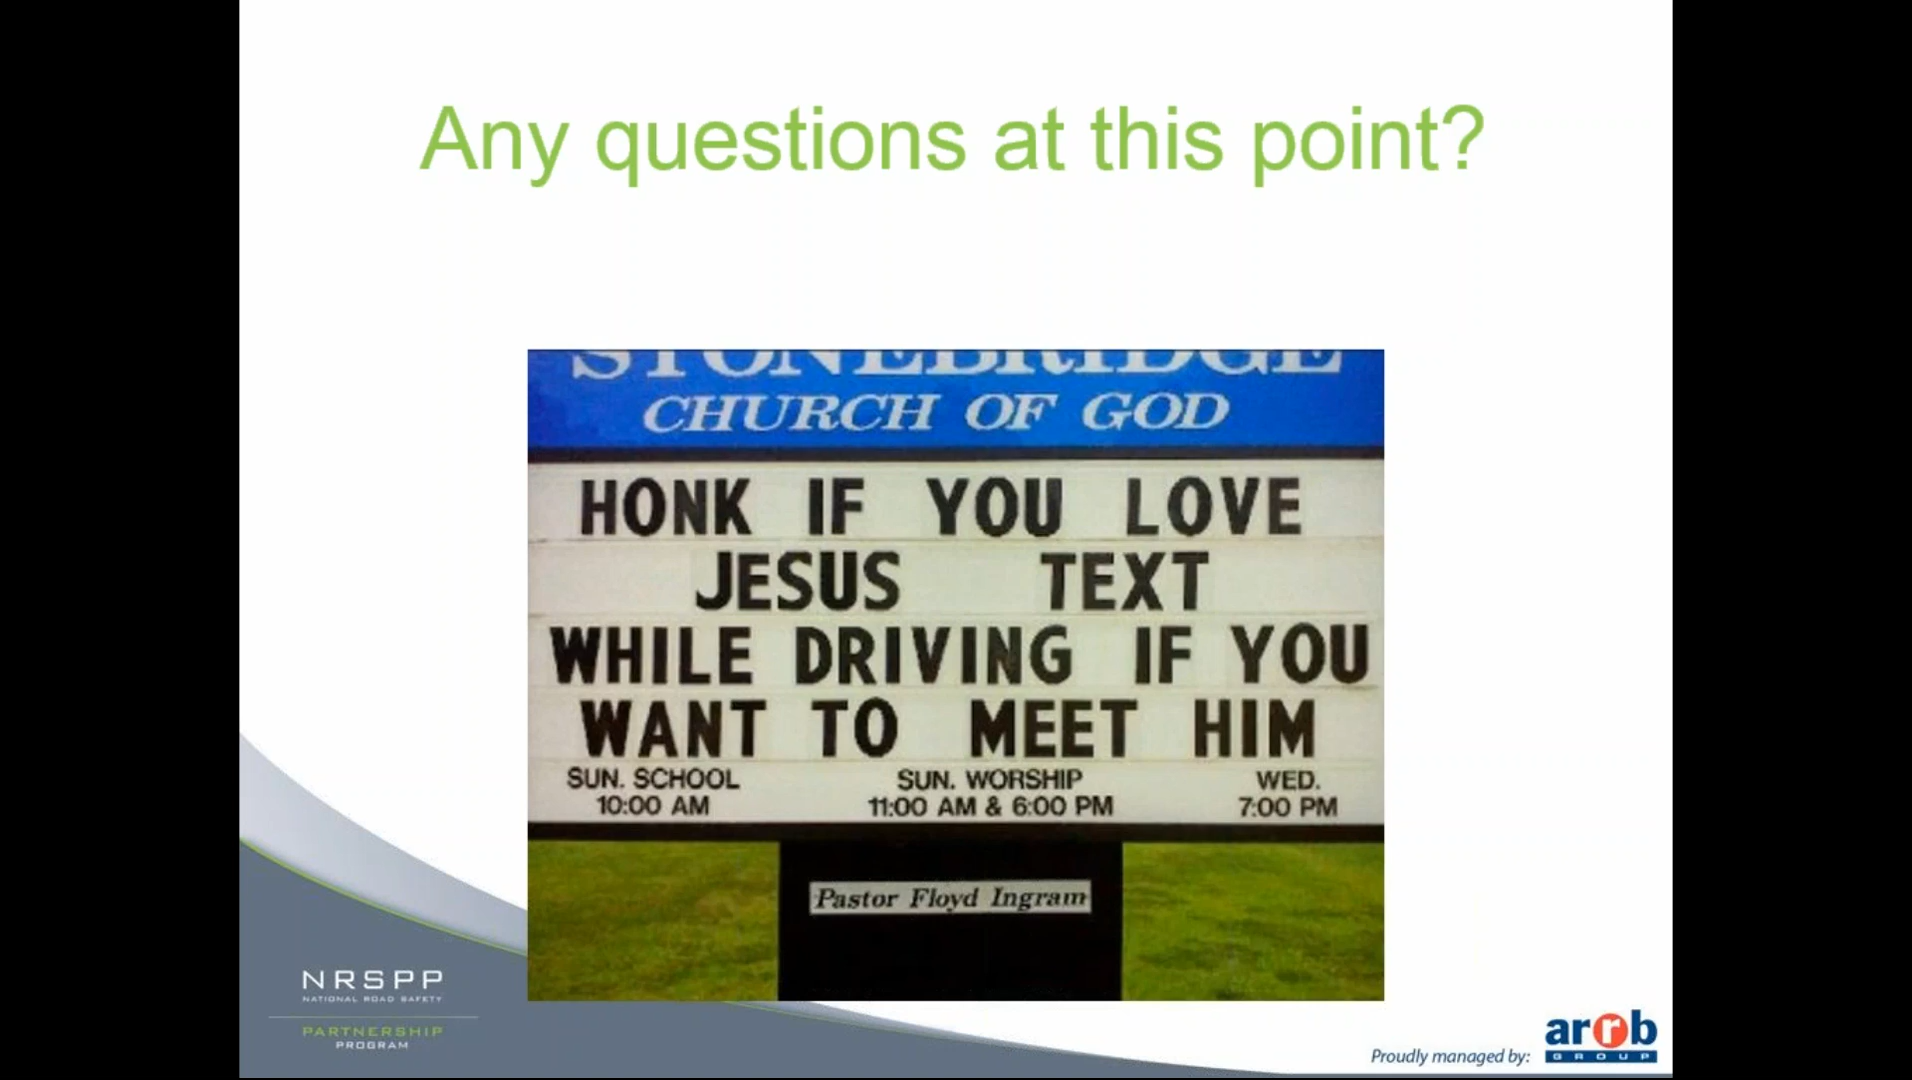 Any questions at this point?
STONEBRIDGE
CHURCH OF GOD
HONK IF YOU LOVE
JESUS TEXT
WHILE DRIVING IF YOU
WANT TO MEET HIM
SUN. SCHOOL SUN. WORSHIP WED.
10:00 AM 11:00 AM & 6:00 PM 7:00 PM
Pastor Floyd Ingram
NRSPP
NATIONAL ROAD SAFETY
PARTNERSHIP
PROGRAM
Proudly managed by:
arrb
GROUP